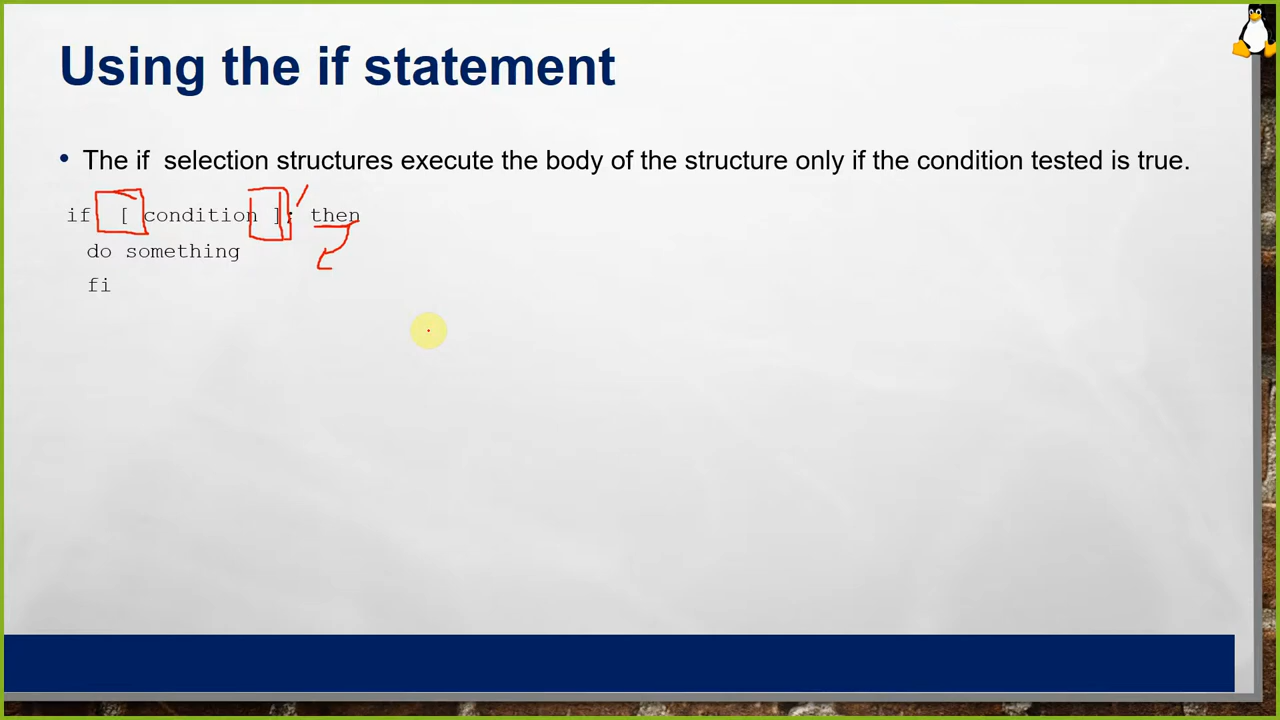 Using the if statement
• The if selection structures execute the body of the structure only if the condition tested is true.
if [ condition ]; then
do something
fi